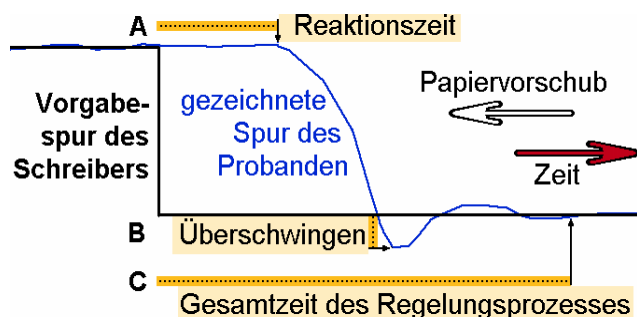 A
Reaktionszeit
Vorgabe-
spur des
Schreibers
gezeichnete
Spur des
Probanden
Papiervorschub
Zeit
B
Überschwingen
C
Gesamtzeit des Regelungsprozesses